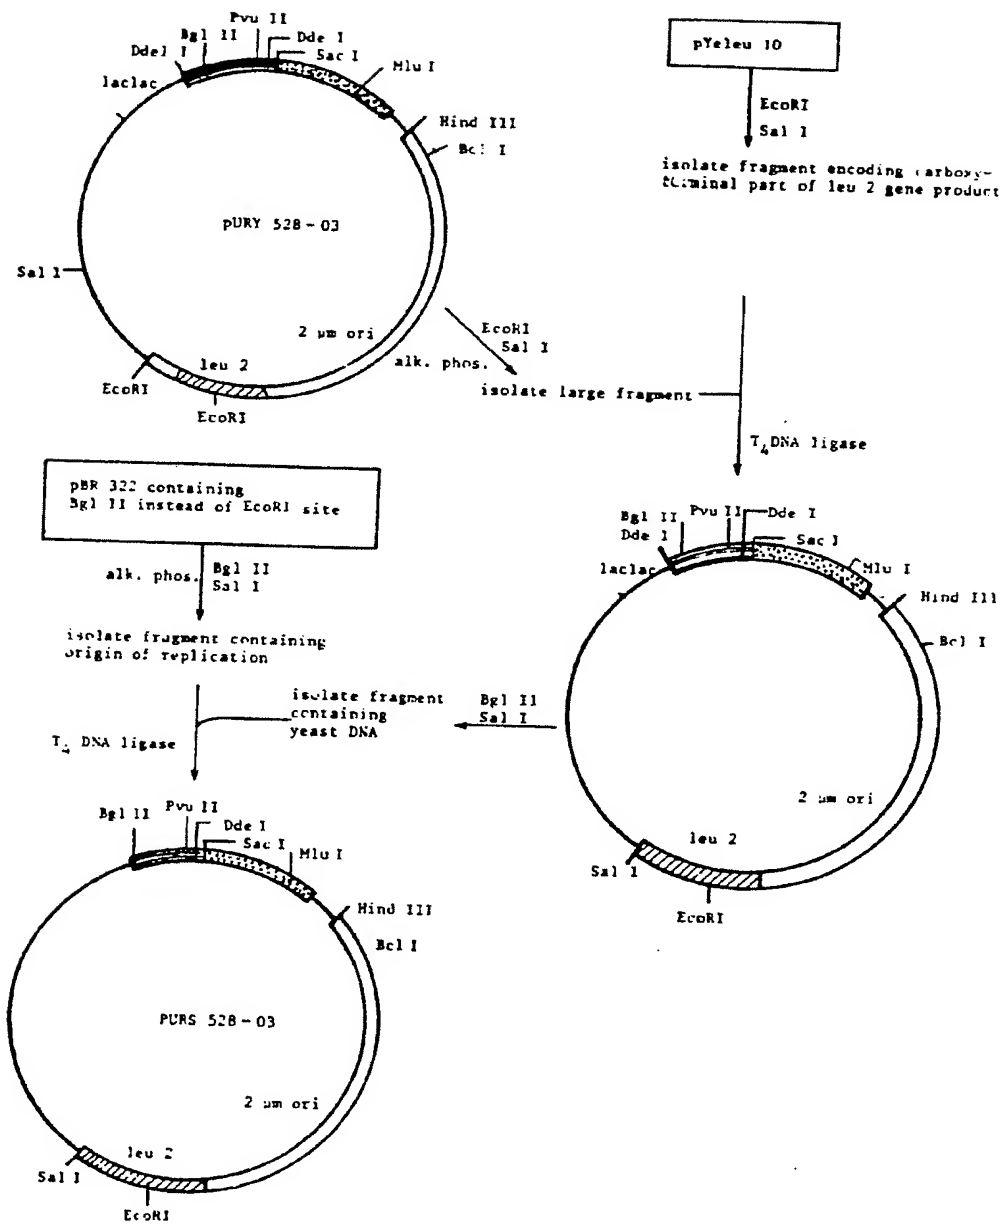 Pvu II
Bgl II
Dde I
DdeI I
Sac I
Mlu I
laclac
Hind III
Bcl I
pURY 528-03
Sal I
2 µm ori
leu 2
EcoRI
EcoRI
pYeleu 10
EcoRI
Sal I
isolate fragment encoding carboxy-
terminal part of leu 2 gene product
EcoRI
Sal I
alk. phos.
isolate large fragment
T4 DNA ligase
pBR 322 containing
Bgl II instead of EcoRI site
alk. phos.
Bgl II
Sal I
isolate fragment containing
origin of replication
isolate fragment
containing
yeast DNA
Bgl II
Sal I
T4 DNA ligase
Bgl II
Pvu II
Dde I
Dde I
Sac I
laclac
Mlu I
Hind III
Bcl I
2 µm ori
leu 2
Sal I
EcoRI
Bgl II
Pvu II
Dde I
Sac I
Mlu I
Hind III
Bcl I
PURS 528-03
2 µm ori
leu 2
Sal I
EcoRI